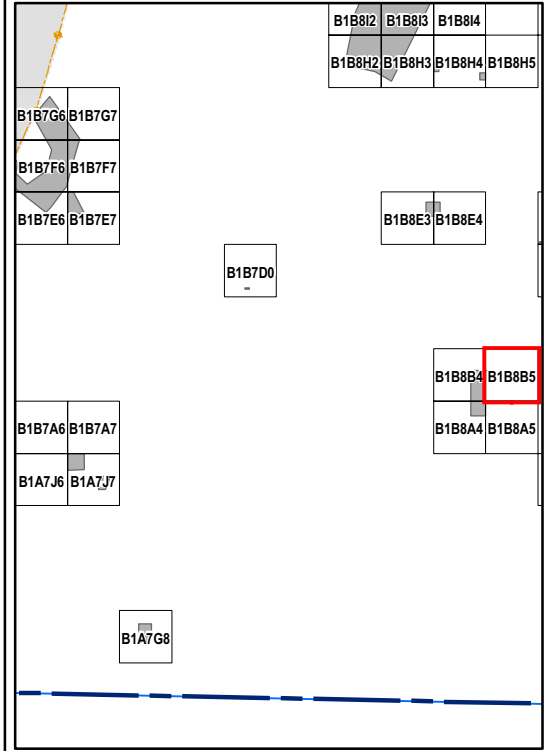 B1B8I2 B1B8I3 B1B8I4
B1B8H2 B1B8H3 B1B8H4 B1B8H5
B1B7G6 B1B7G7
B1B7F6 B1B7F7
B1B7E6 B1B7E7 B1B8E3 B1B8E4
B1B7D0
B1B8B4 B1B8B5
B1B7A6 B1B7A7 B1B8A4 B1B8A5
B1A7J6 B1A7J7
B1A7G8